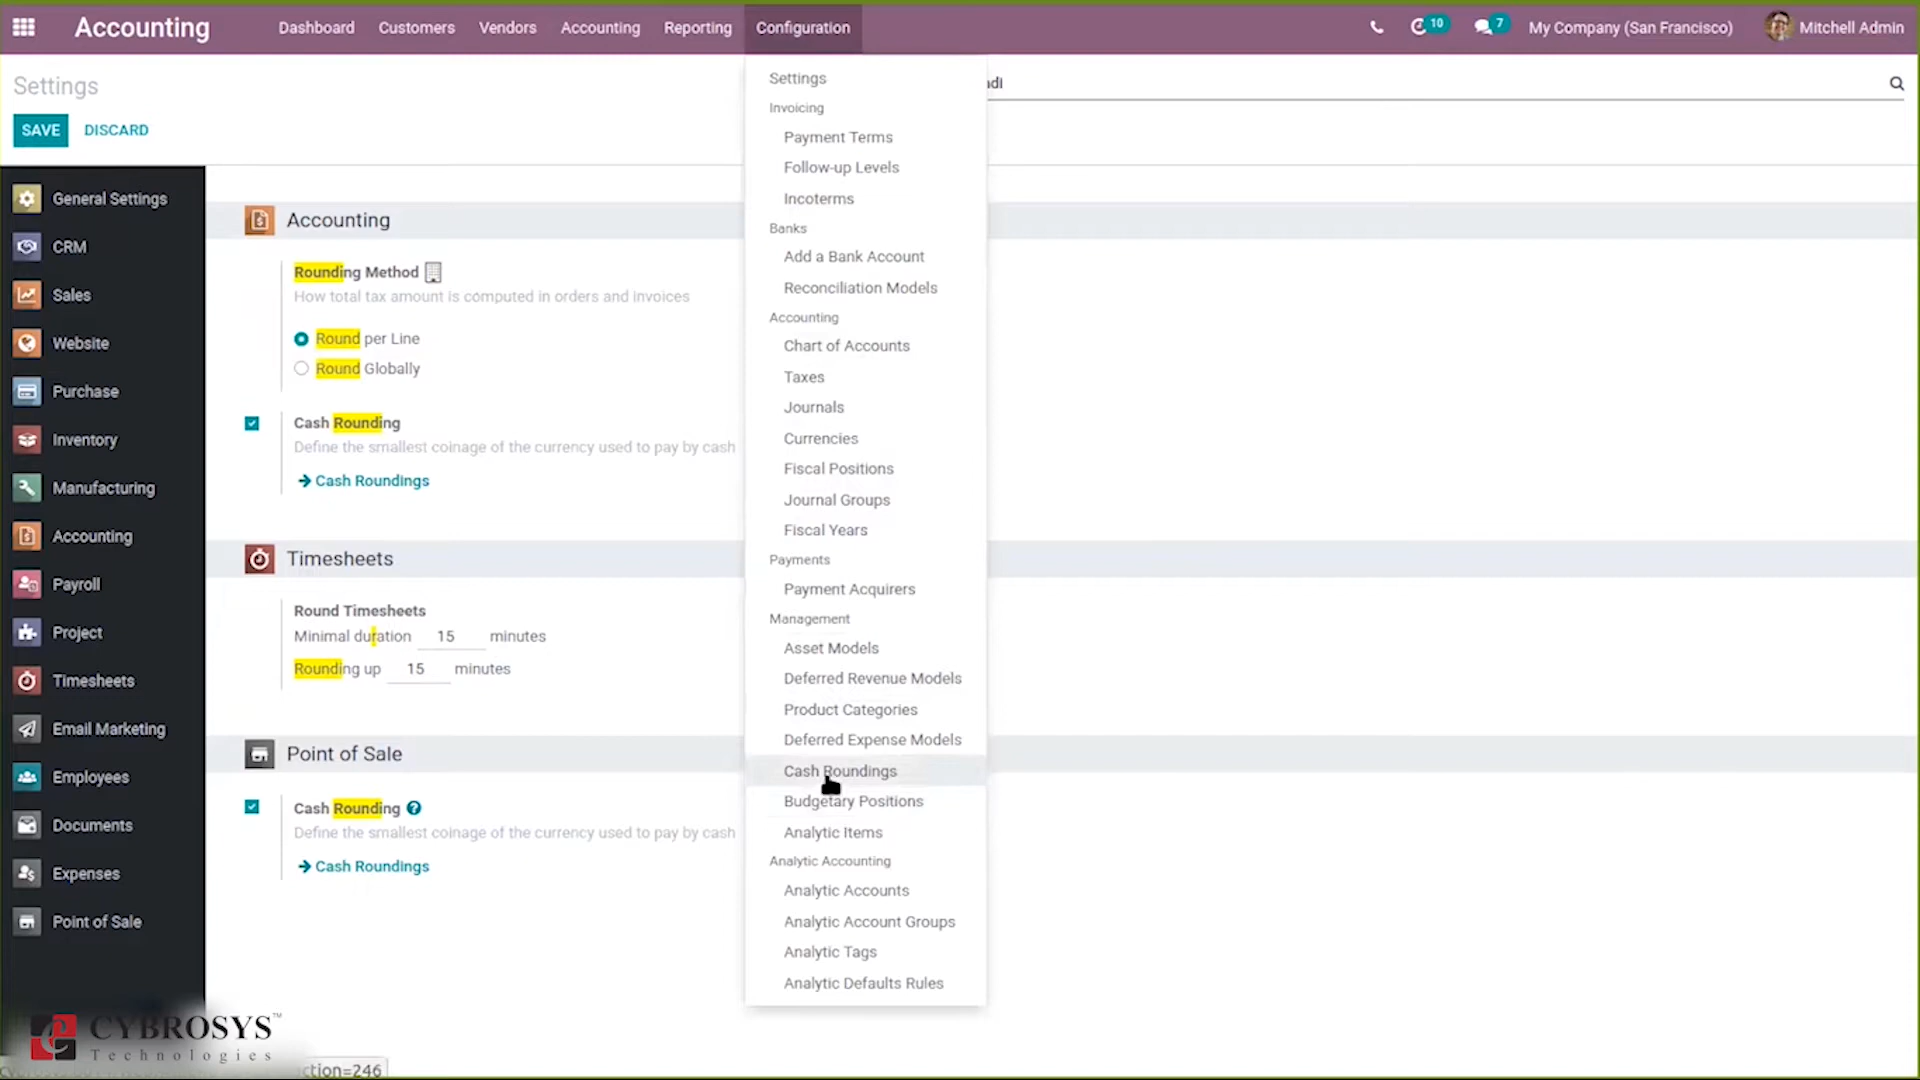 Accounting
Dashboard Customers Vendors Accounting Reporting Configuration
10 7 My Company (San Francisco) Mitchell Admin
Settings
SAVE DISCARD
General Settings
CRM
Sales
Website
Purchase
Inventory
Manufacturing
Accounting
Payroll
Project
Timesheets
Email Marketing
Employees
Documents
Expenses
Point of Sale
Accounting
Rounding Method
How total tax amount is computed in orders and invoices
Round per Line
Round Globally
Cash Rounding
Define the smallest coinage of the currency used to pay by cash
Cash Roundings
Timesheets
Round Timesheets
Minimal duration 15 minutes
Rounding up 15 minutes
Point of Sale
Cash Rounding ?
Define the smallest coinage of the currency used to pay by cash
Cash Roundings
Settings
Invoicing
Payment Terms
Follow-up Levels
Incoterms
Banks
Add a Bank Account
Reconciliation Models
Accounting
Chart of Accounts
Taxes
Journals
Currencies
Fiscal Positions
Journal Groups
Fiscal Years
Payments
Payment Acquirers
Management
Asset Models
Deferred Revenue Models
Product Categories
Deferred Expense Models
Cash Roundings
Budgetary Positions
Analytic Items
Analytic Accounting
Analytic Accounts
Analytic Account Groups
Analytic Tags
Analytic Defaults Rules
CYBROSYS™
Technologies
ction=246